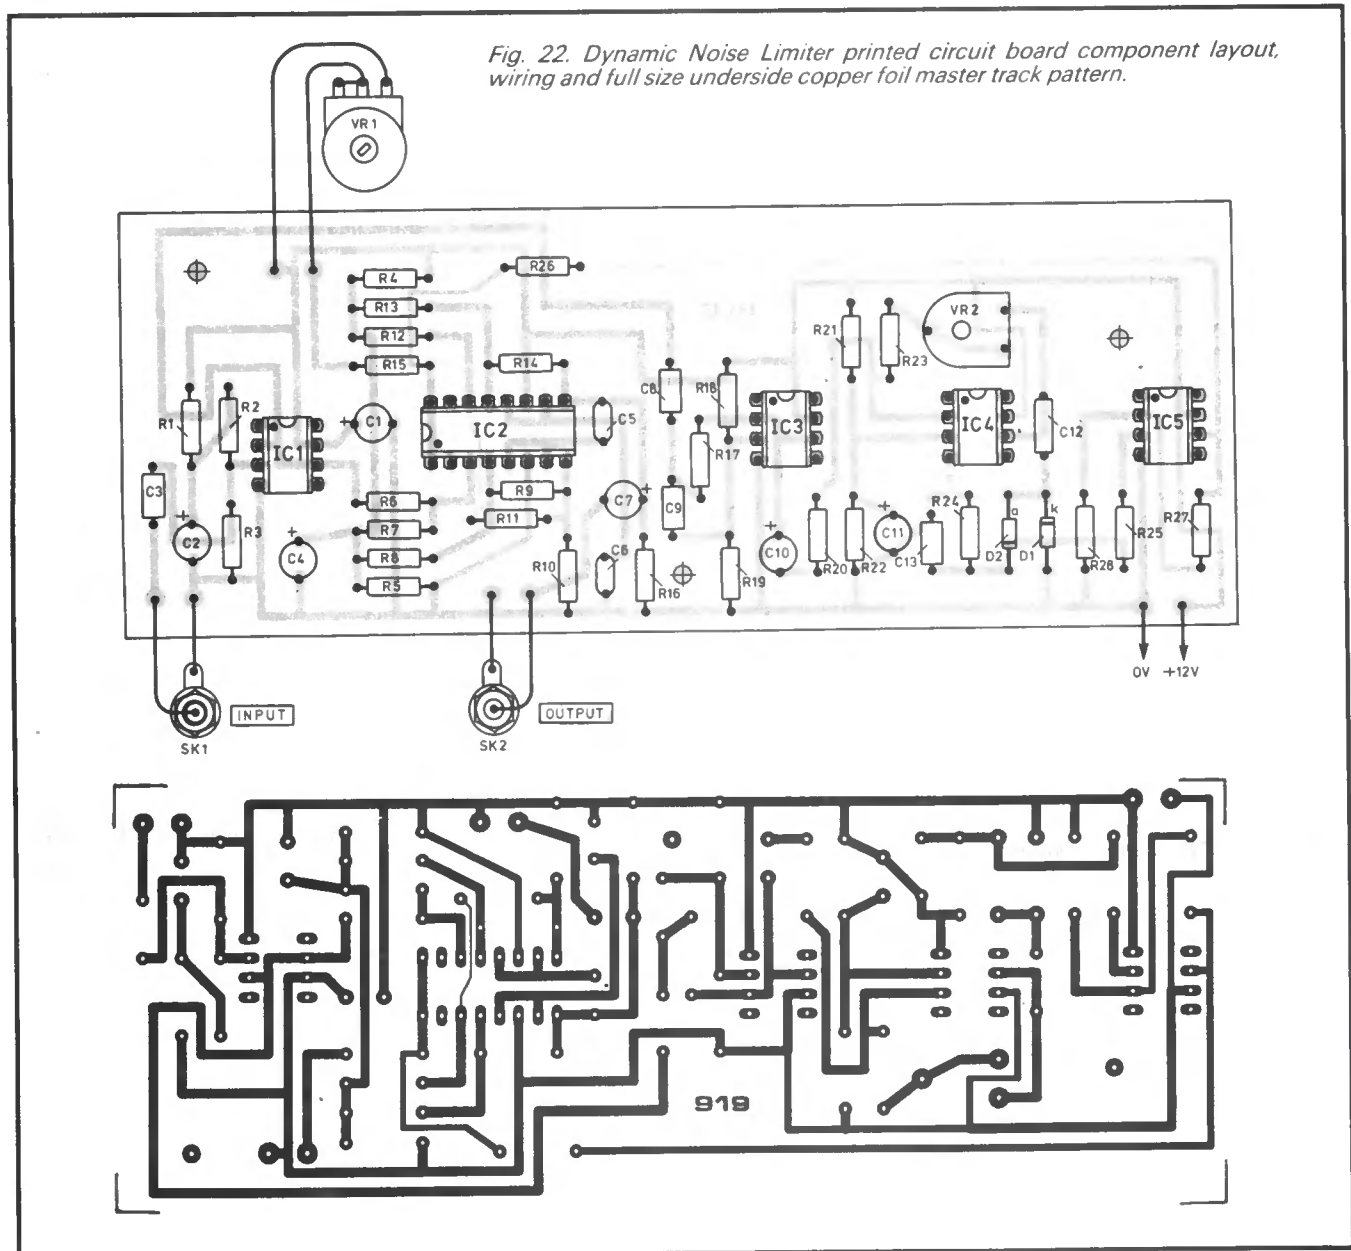 Fig. 22. Dynamic Noise Limiter printed circuit board component layout,
wiring and full size underside copper foil master track pattern.
VR1
R26
R4
R13
R12
R15
R14
R21
R23
VR2
R1
R2
IC1
+
C1
IC2
C5
C8
R18
R17
IC3
IC4
C12
IC5
C3
+
C2
R3
+
C4
R6
R7
R8
R5
R9
R11
R10
C7
+
C6
C9
R16
R19
+
C10
R20
R22
+
C11
C13
R24
a
D2
k
D1
R28
R25
R27
0V
+12V
SK1
INPUT
SK2
OUTPUT
919